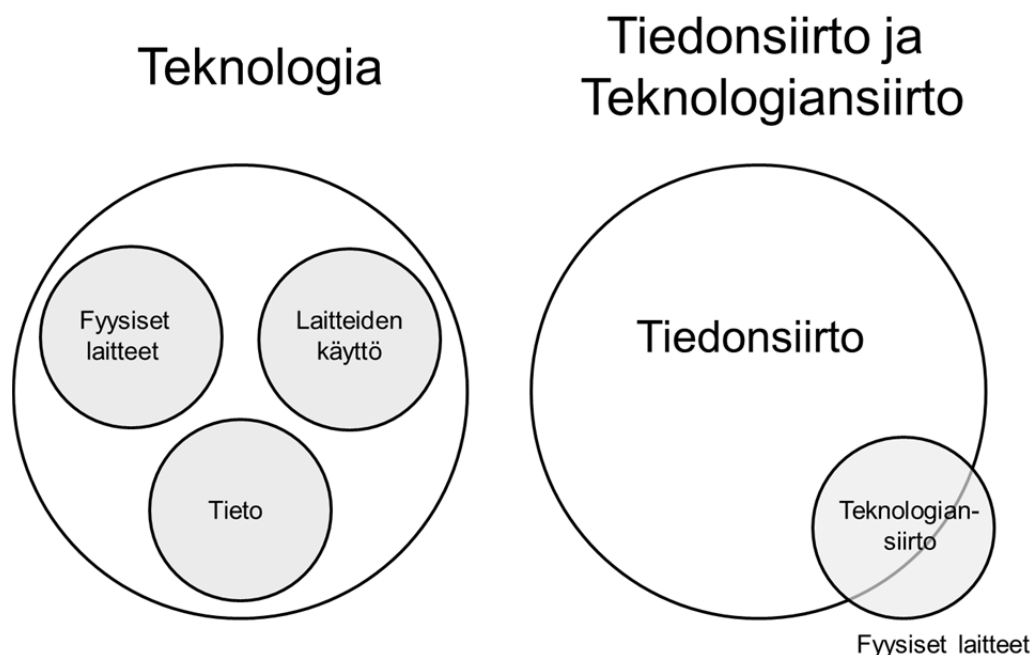 Teknologia
Fyysiset
laitteet
Laitteiden
käyttö
Tieto
Tiedonsiirto ja
Teknologiansiirto
Tiedonsiirto
Teknologian-
siirto
Fyysiset laitteet